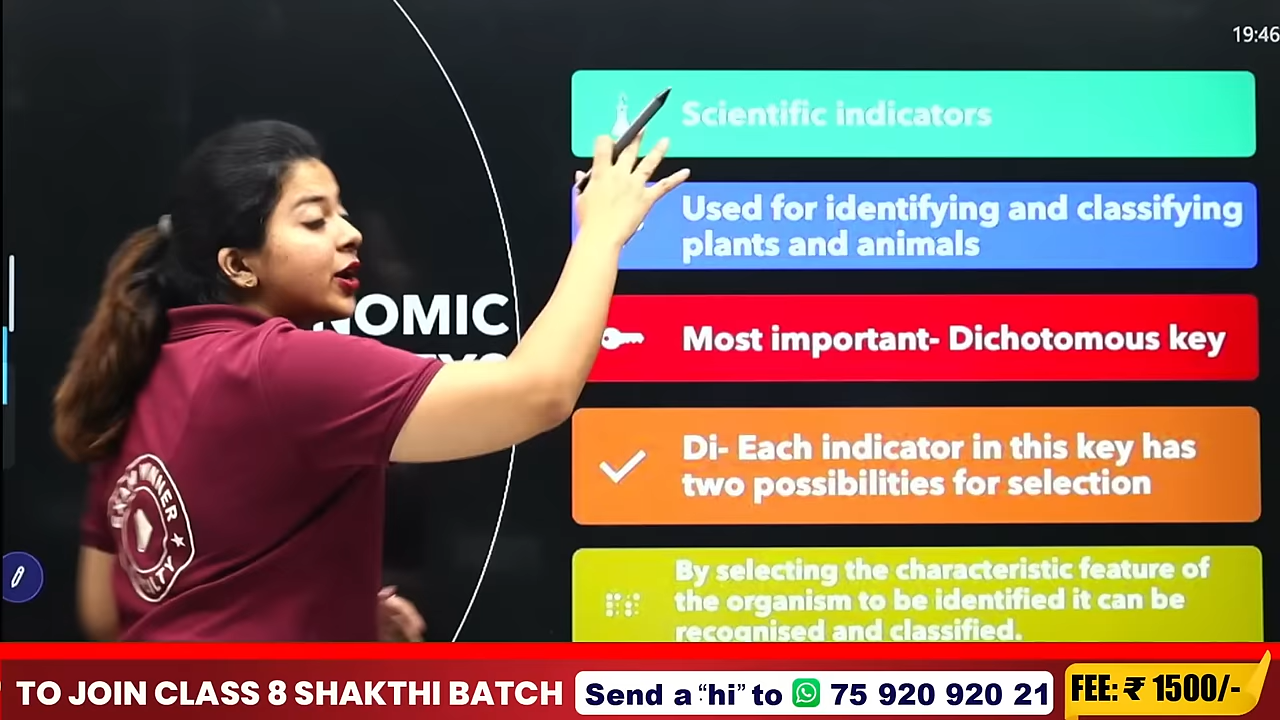 19:46
Scientific indicators
Used for identifying and classifying
plants and animals
NOMIC
Most important- Dichotomous key
Di- Each indicator in this key has
two possibilities for selection
By selecting the characteristic feature of
the organism to be identified it can be
recognised and classified.
WINNER
TO JOIN CLASS 8 SHAKTHI BATCH
Send a “hi” to 75 920 920 21
FEE: ₹ 1500/-